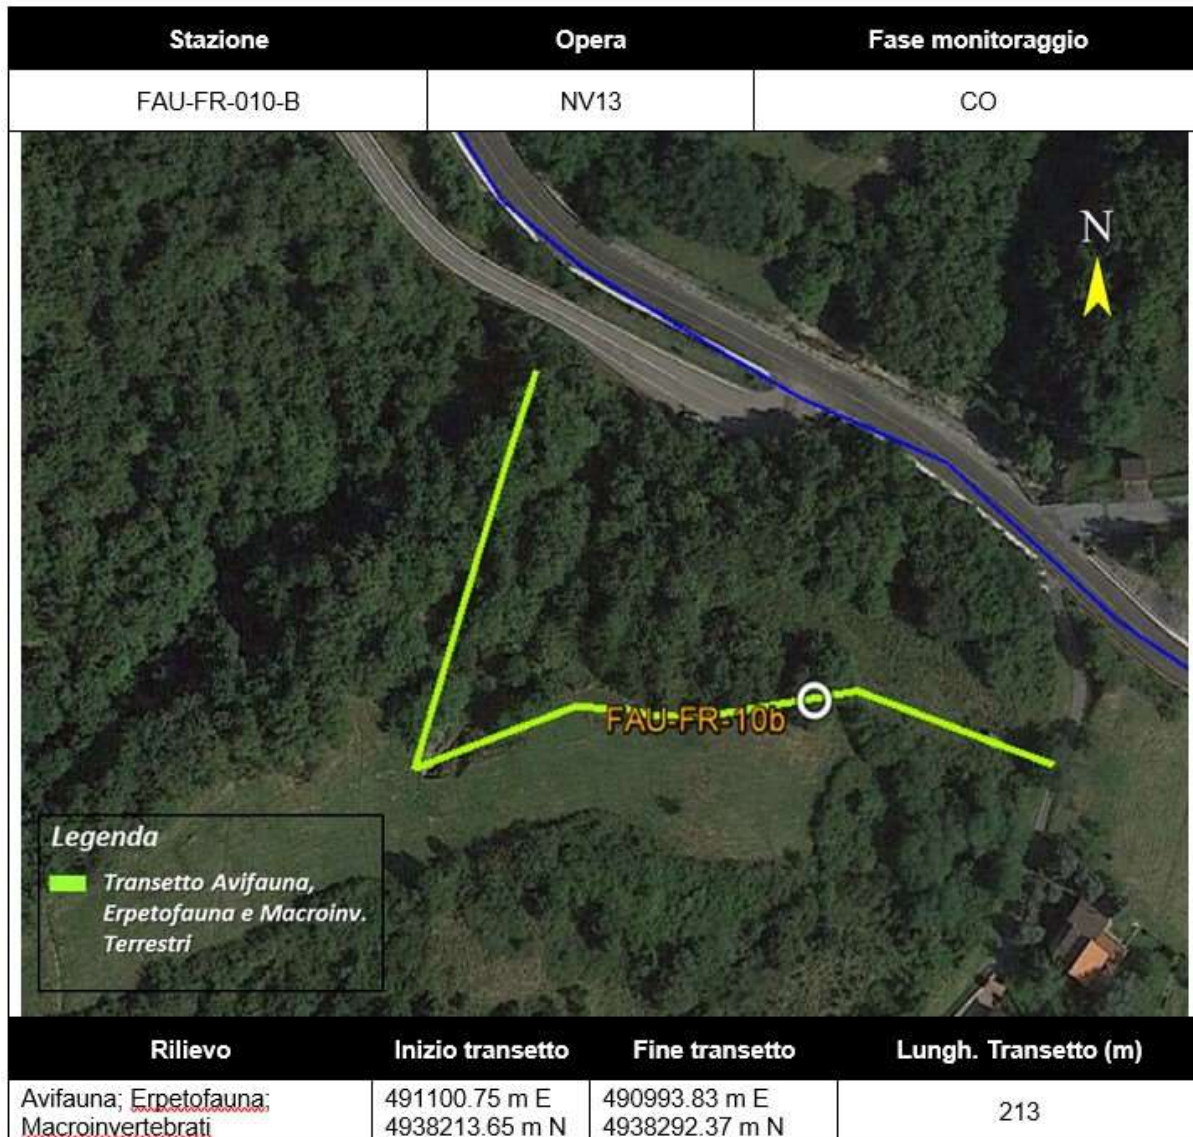 Stazione Opera Fase monitoraggio
FAU-FR-010-B NV13 CO
N
FAU-FR-10b
Legenda
Transetto Avifauna,
Erpetofauna e Macroinv.
Terrestri
Rilievo Inizio transetto Fine transetto Lungh. Transetto (m)
Avifauna; Erpetofauna; 491100.75 m E 490993.83 m E 213
Macroinvertebrati 4938213.65 m N 4938292.37 m N